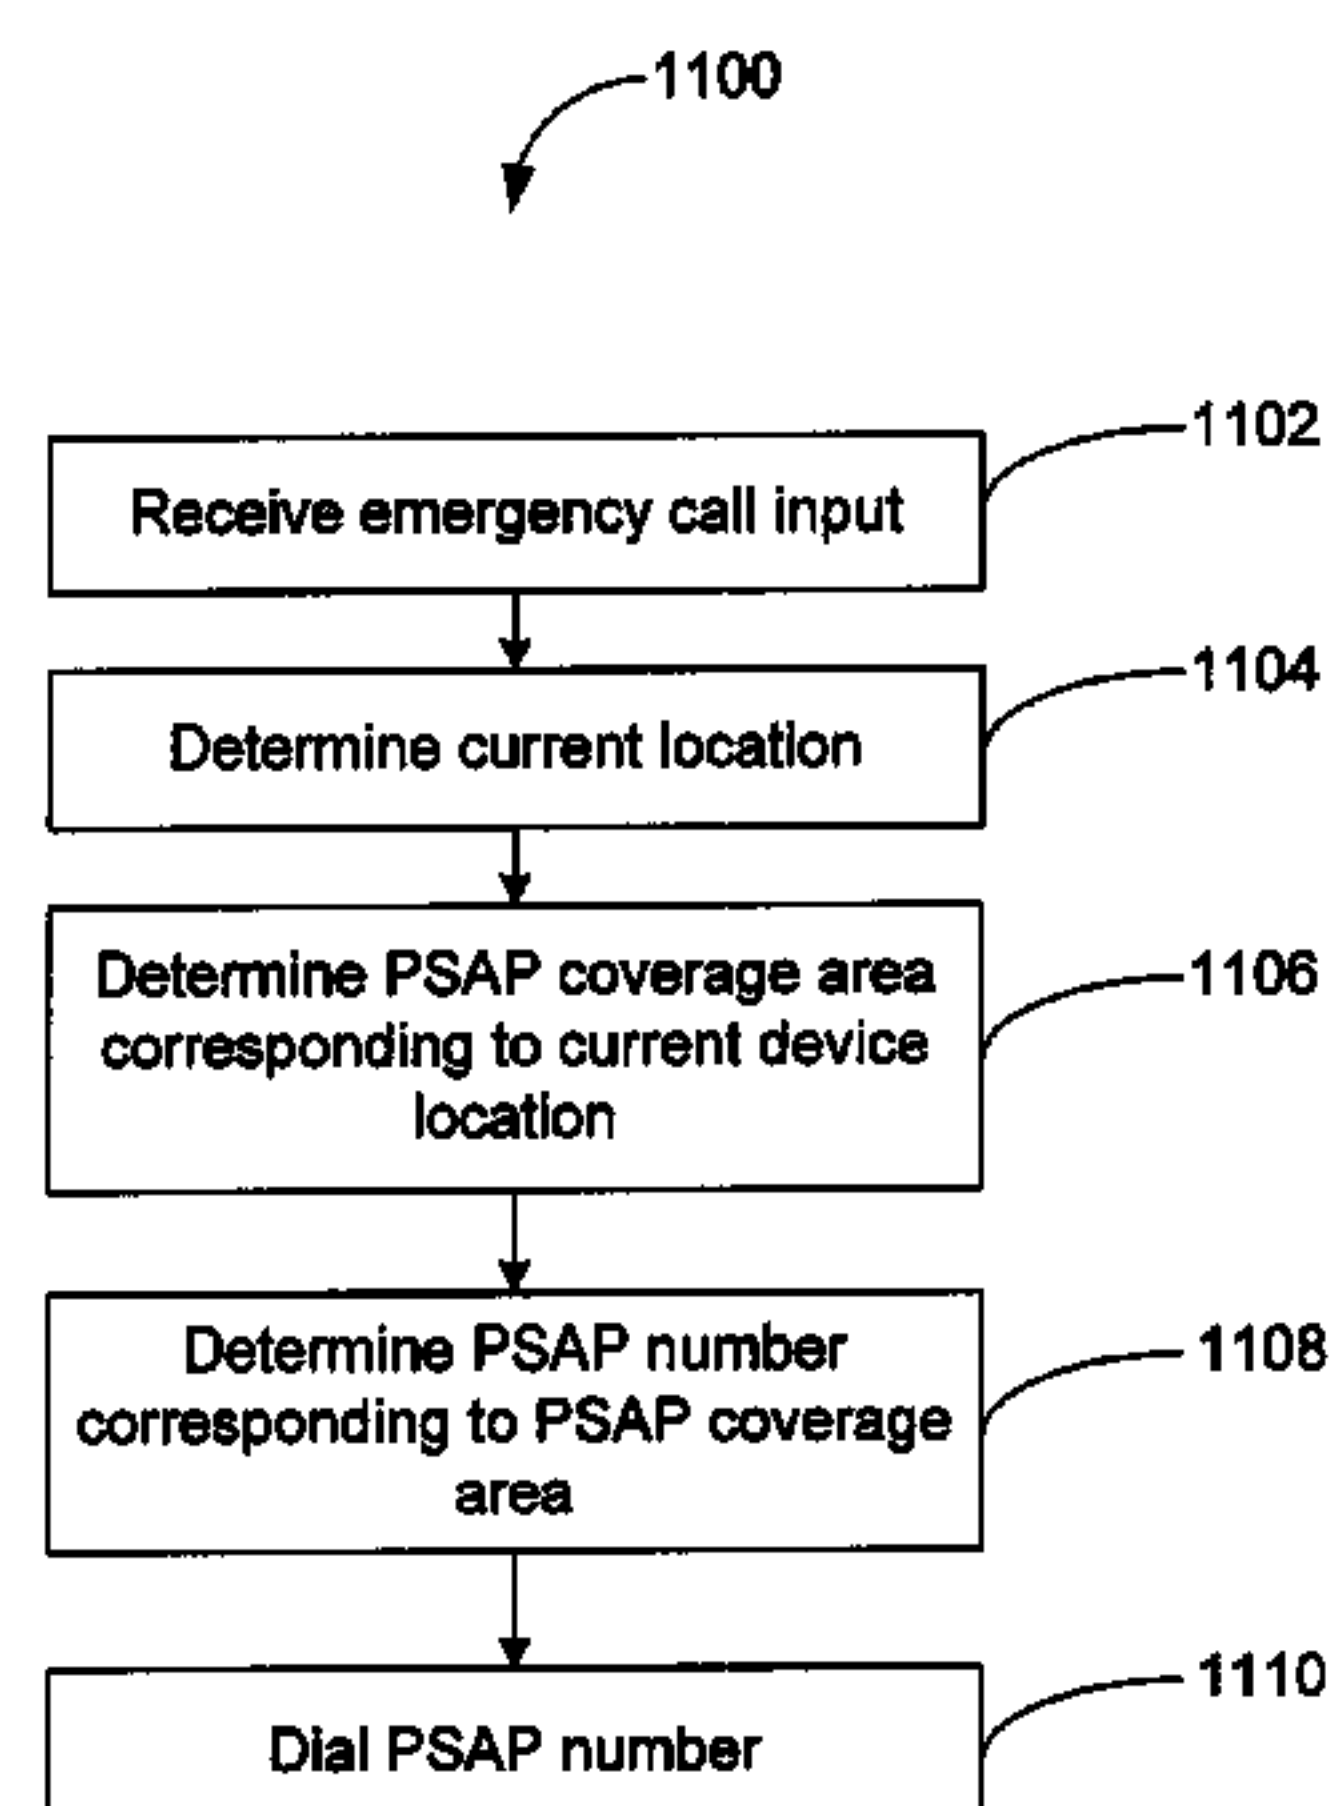 1100
1102
Receive emergency call input
1104
Determine current location
1106
Determine PSAP coverage area
corresponding to current device
location
1108
Determine PSAP number
corresponding to PSAP coverage
area
1110
Dial PSAP number